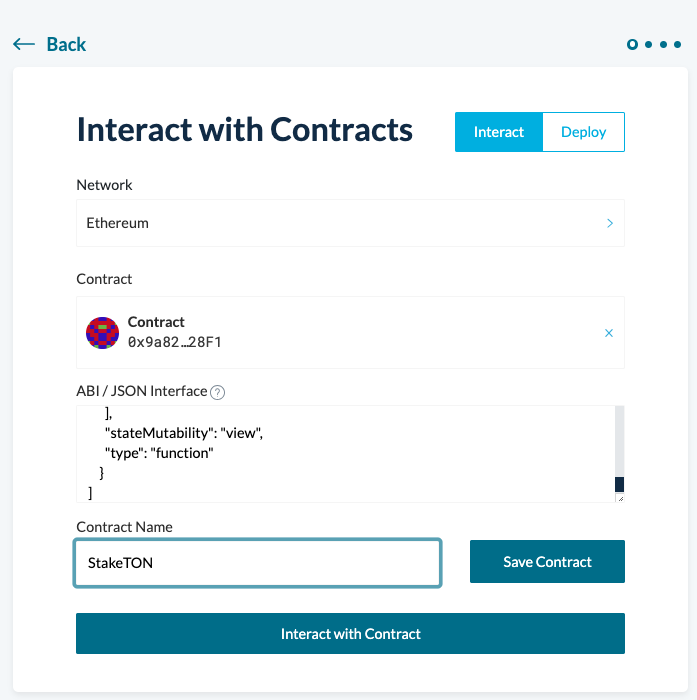 Back
Interact with Contracts
Interact
Deploy
Network
Ethereum
Contract
Contract
0x9a82…28F1
ABI / JSON Interface ?
],
"stateMutability": "view",
"type": "function"
}
]
Contract Name
StakeTON
Save Contract
Interact with Contract